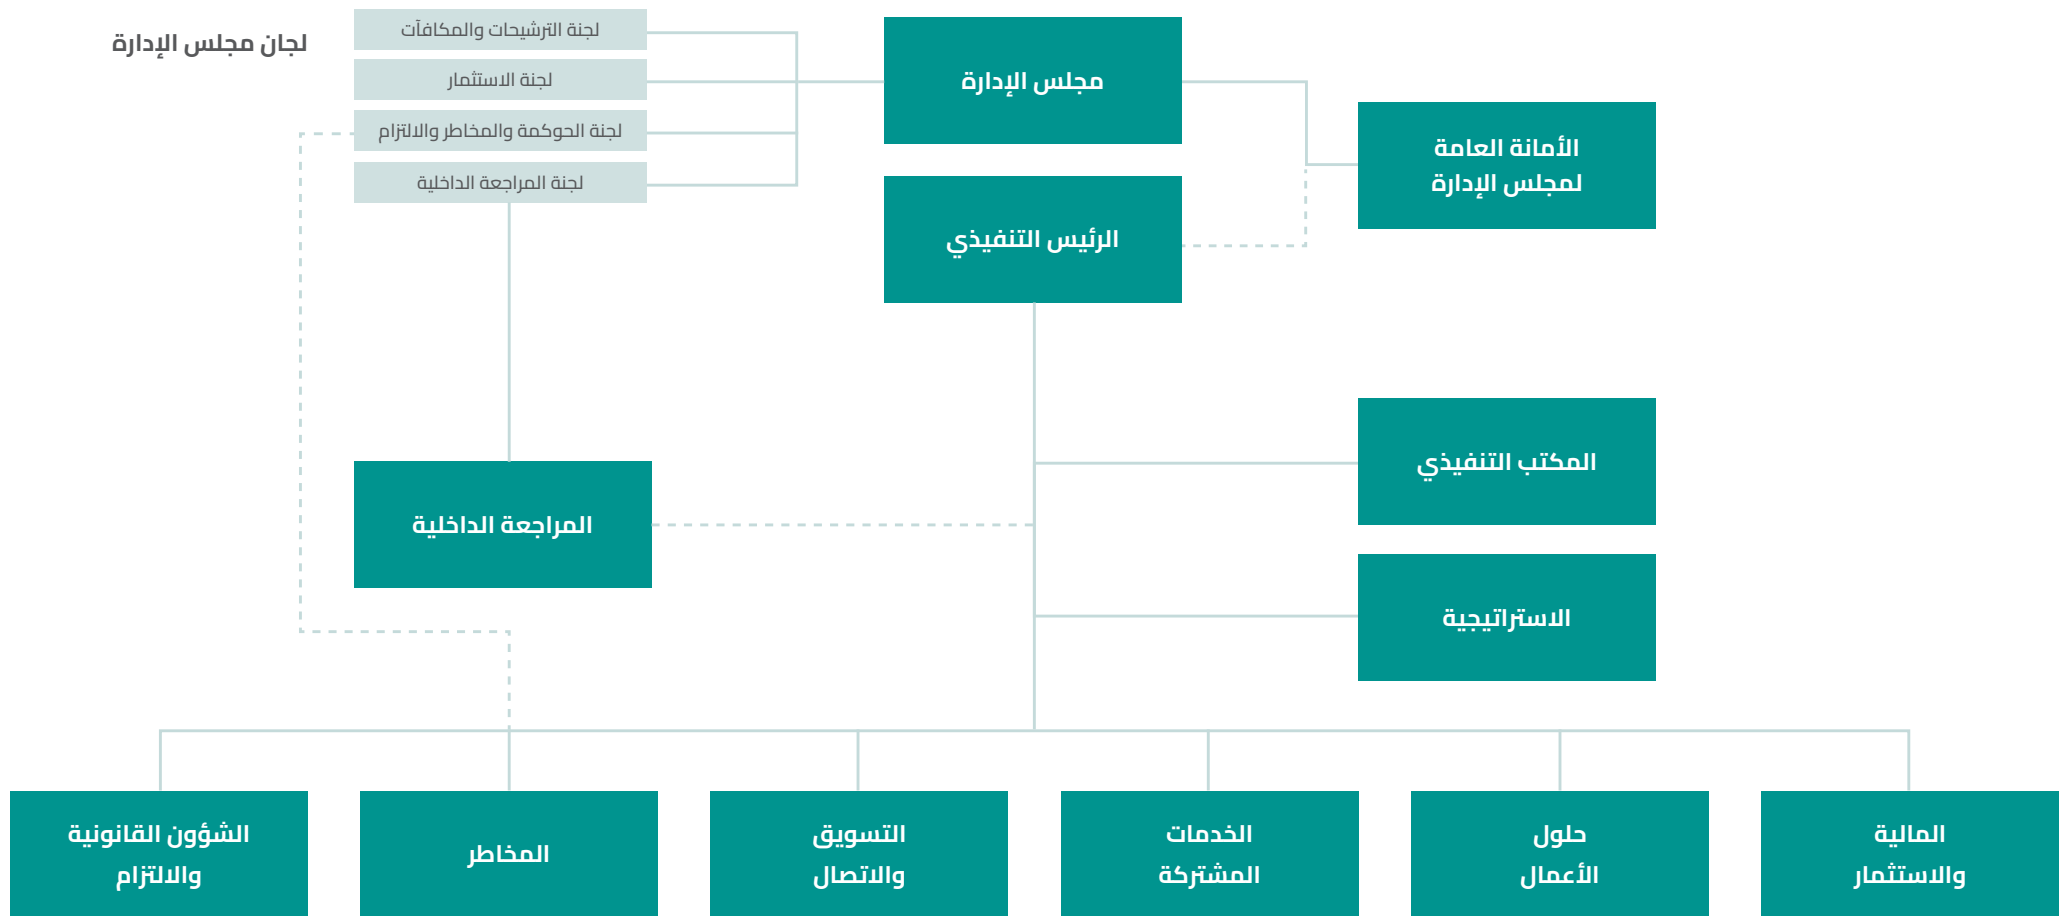 لجان مجلس الإدارة
لجنة الترشيحات والمكافآت
لجنة الاستثمار
لجنة الحوكمة والمخاطر والالتزام
لجنة المراجعة الداخلية
مجلس الإدارة
الأمانة العامة
لمجلس الإدارة
الرئيس التنفيذي
المكتب التنفيذي
المراجعة الداخلية
الاستراتيجية
المالية
والاستثمار
حلول
الأعمال
الخدمات
المشتركة
التسويق
والاتصال
المخاطر
الشؤون القانونية
والالتزام